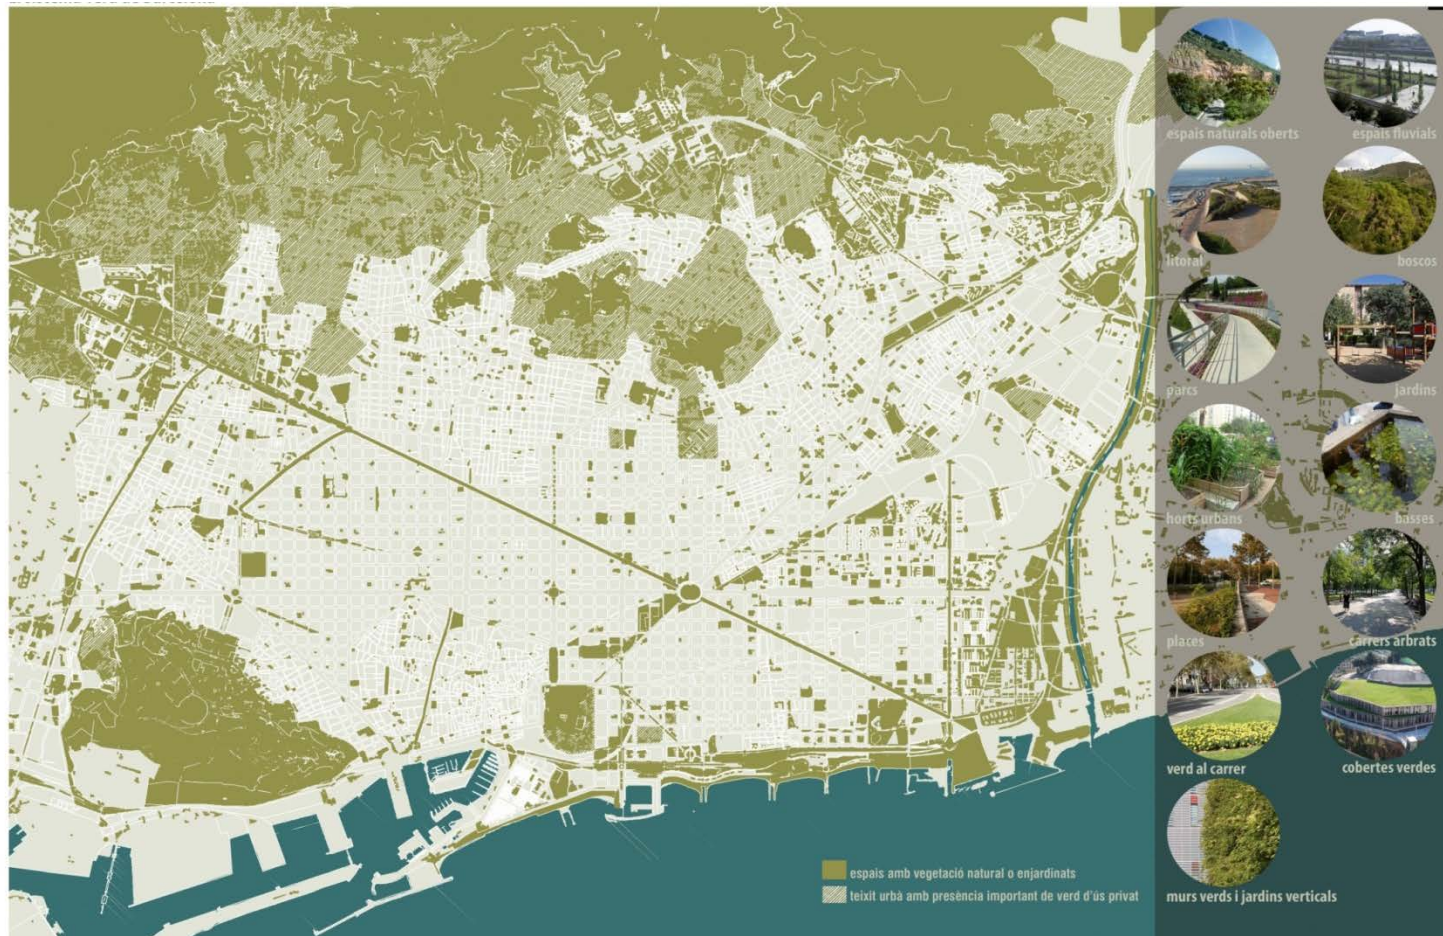 espais naturals oberts
espais fluvials
litoral
boscos
parcs
jardins
horts urbans
basses
places
carrers arbrats
verd al carrer
cobertes verdes
murs verds i jardins verticals
espais amb vegetació natural o enjardinats
teixit urbà amb presència important de verd d'ús privat